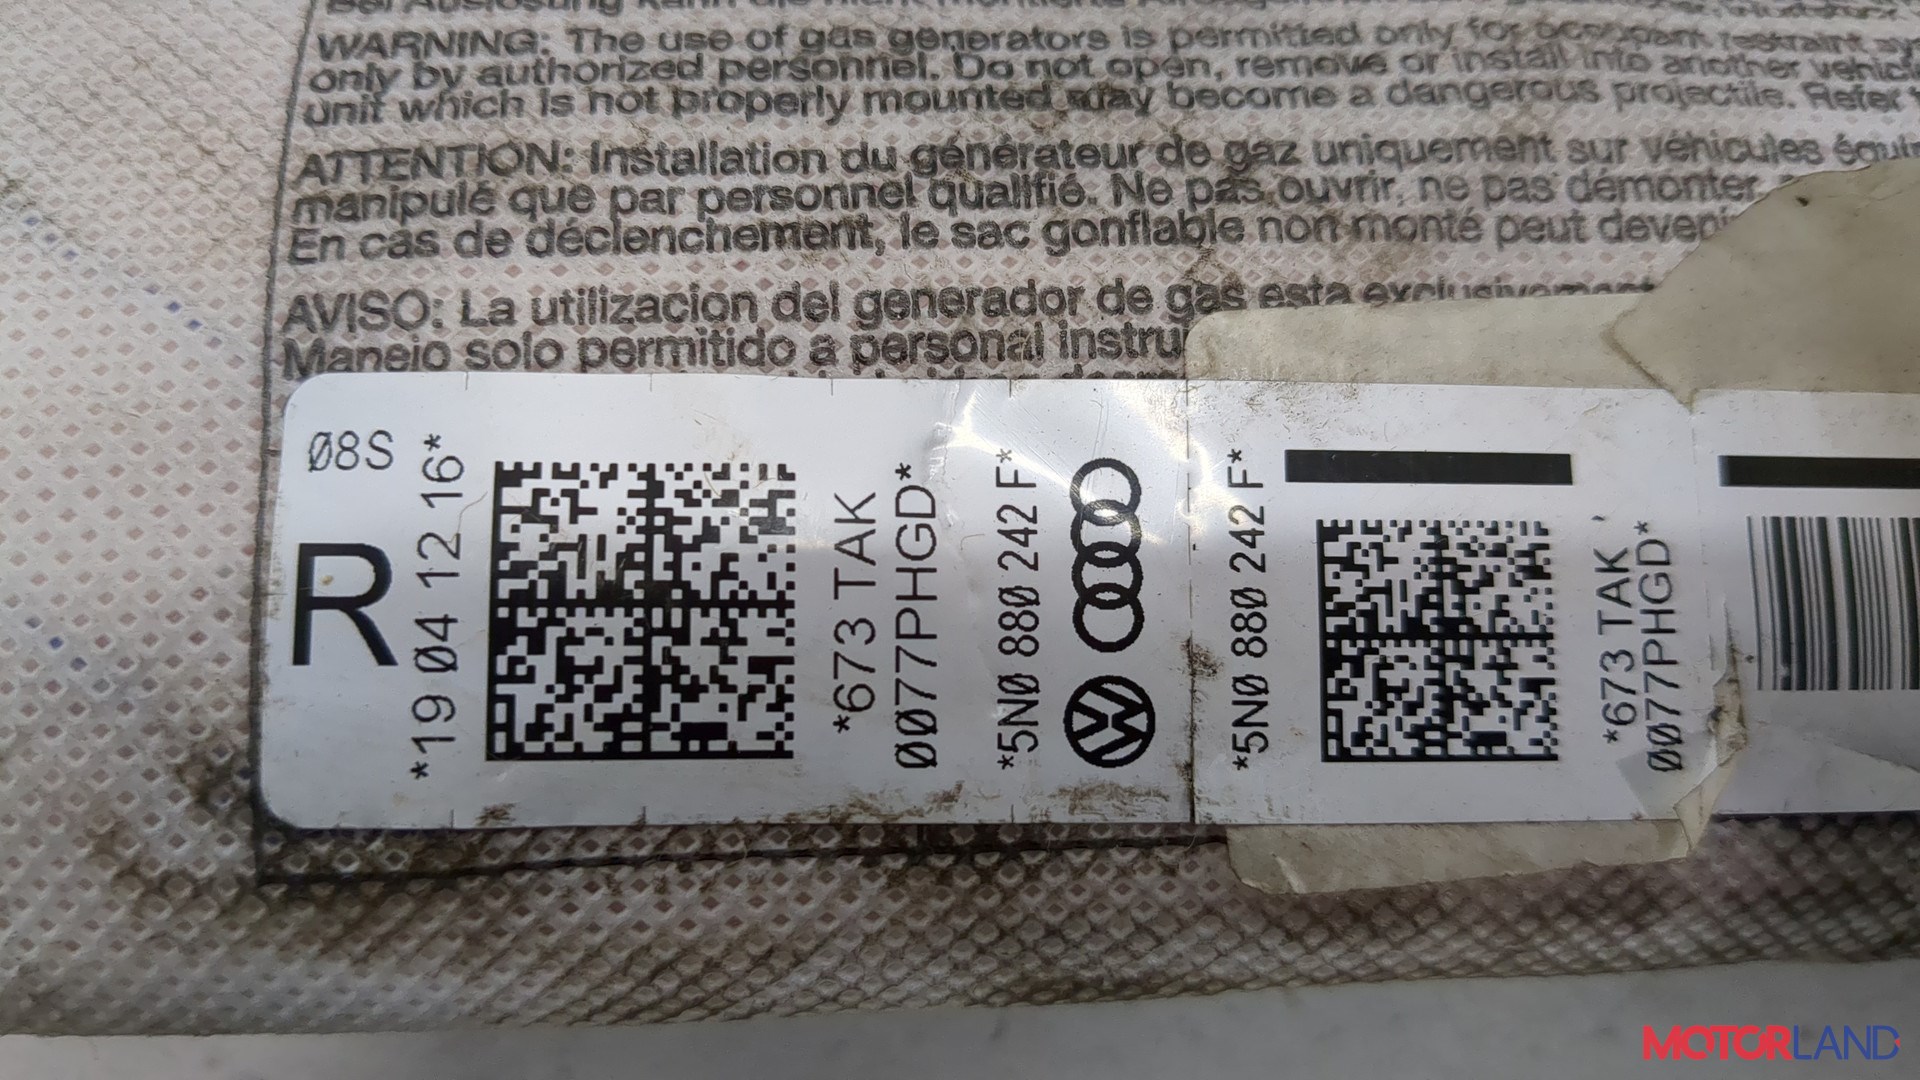 WARNING: The use of gas generators is permitted only for occupant restraint
only by authorized personnel. Do not open, remove or install into another
unit which is not properly mounted may become a dangerous projectile. Refer
ATTENTION: Installation du générateur de gaz uniquement sur véhicules
manipulé que par personnel qualifié. Ne pas ouvrir, ne pas démonter,
En cas de déclenchement, le sac gonflable non monté peut
AVISO: La utilizacion del generador de gas esta
Manejo solo permitido a personal
Ø8S
R
*19 Ø4 12 16*
*673 TAK
ØØ77PHGD*
*5NØ 88Ø 242 F*
*5NØ 88Ø 242 F*
*673 TAK
ØØ77PHGD*
MOTORLAND